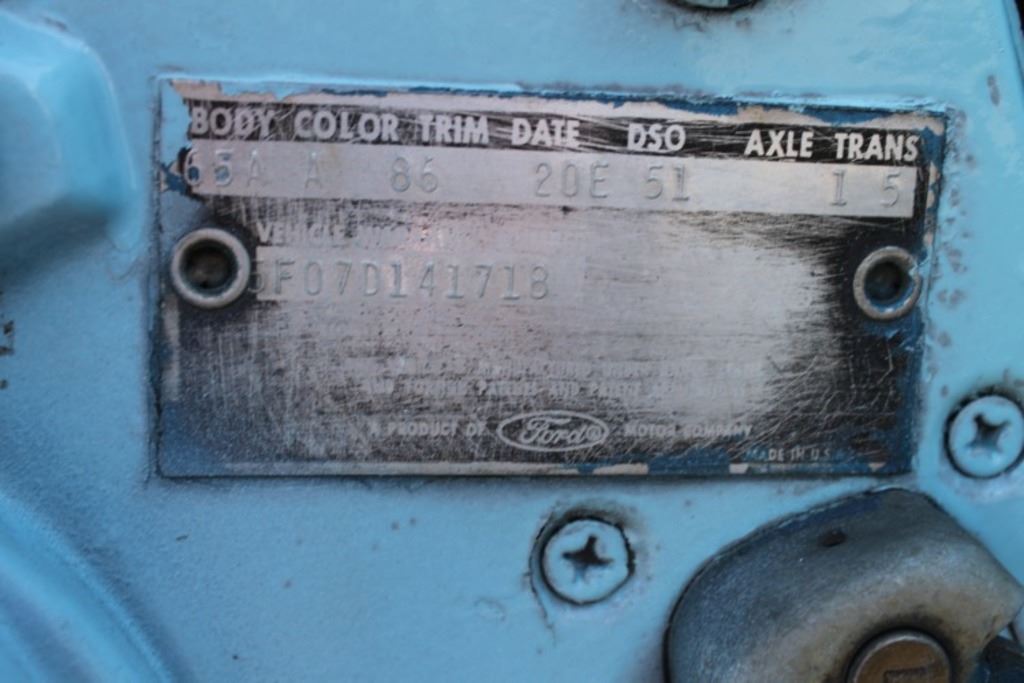 BODY COLOR TRIM DATE DSO AXLE TRANS
65A A 86 20E 51 1 5
VEHICLE
5F07D141718
A PRODUCT OF Ford MOTOR COMPANY
MADE IN U.S.A